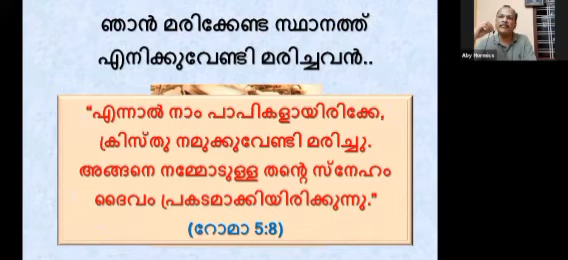 ഞാൻ മരിക്കേണ്ട സ്ഥാനത്ത്
എനിക്കുവേണ്ടി മരിച്ചവൻ..
“എന്നാൽ നാം പാപികളായിരിക്കേ,
ക്രിസ്തു നമുക്കുവേണ്ടി മരിച്ചു.
അങ്ങനെ നമ്മോടുള്ള തന്റെ സ്നേഹം
ദൈവം പ്രകടമാക്കിയിരിക്കുന്നു.”
(റോമാ 5:8)